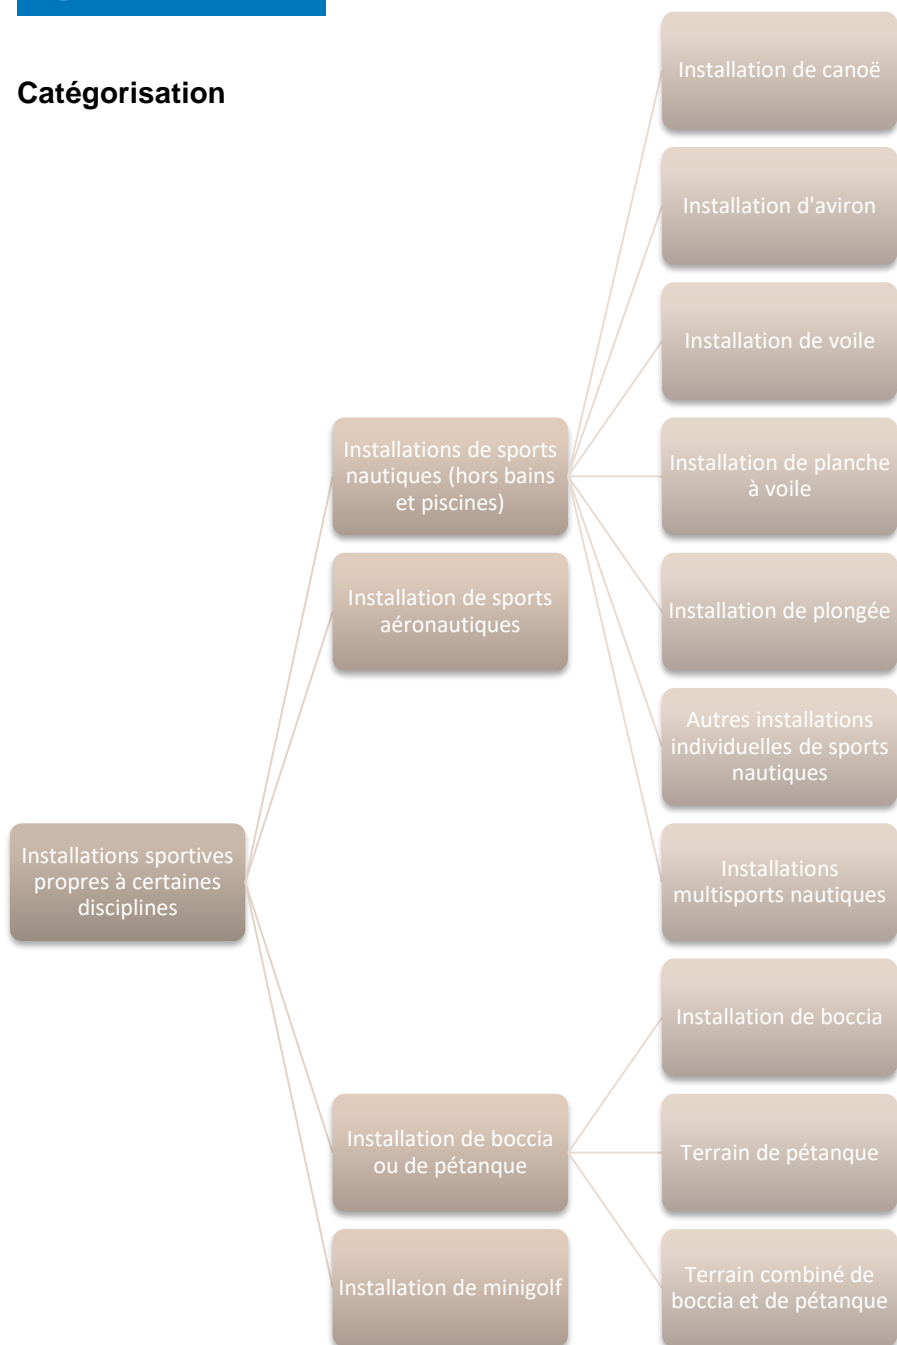 Catégorisation
Installation de canoë
Installation d'aviron
Installation de voile
Installations de sports
nautiques (hors bains
et piscines)
Installation de planche
à voile
Installation de sports
aéronautiques
Installation de plongée
Autres installations
individuelles de sports
nautiques
Installations sportives
propres à certaines
disciplines
Installations
multisports nautiques
Installation de boccia
Installation de boccia
ou de pétanque
Terrain de pétanque
Installation de minigolf
Terrain combiné de
boccia et de pétanque